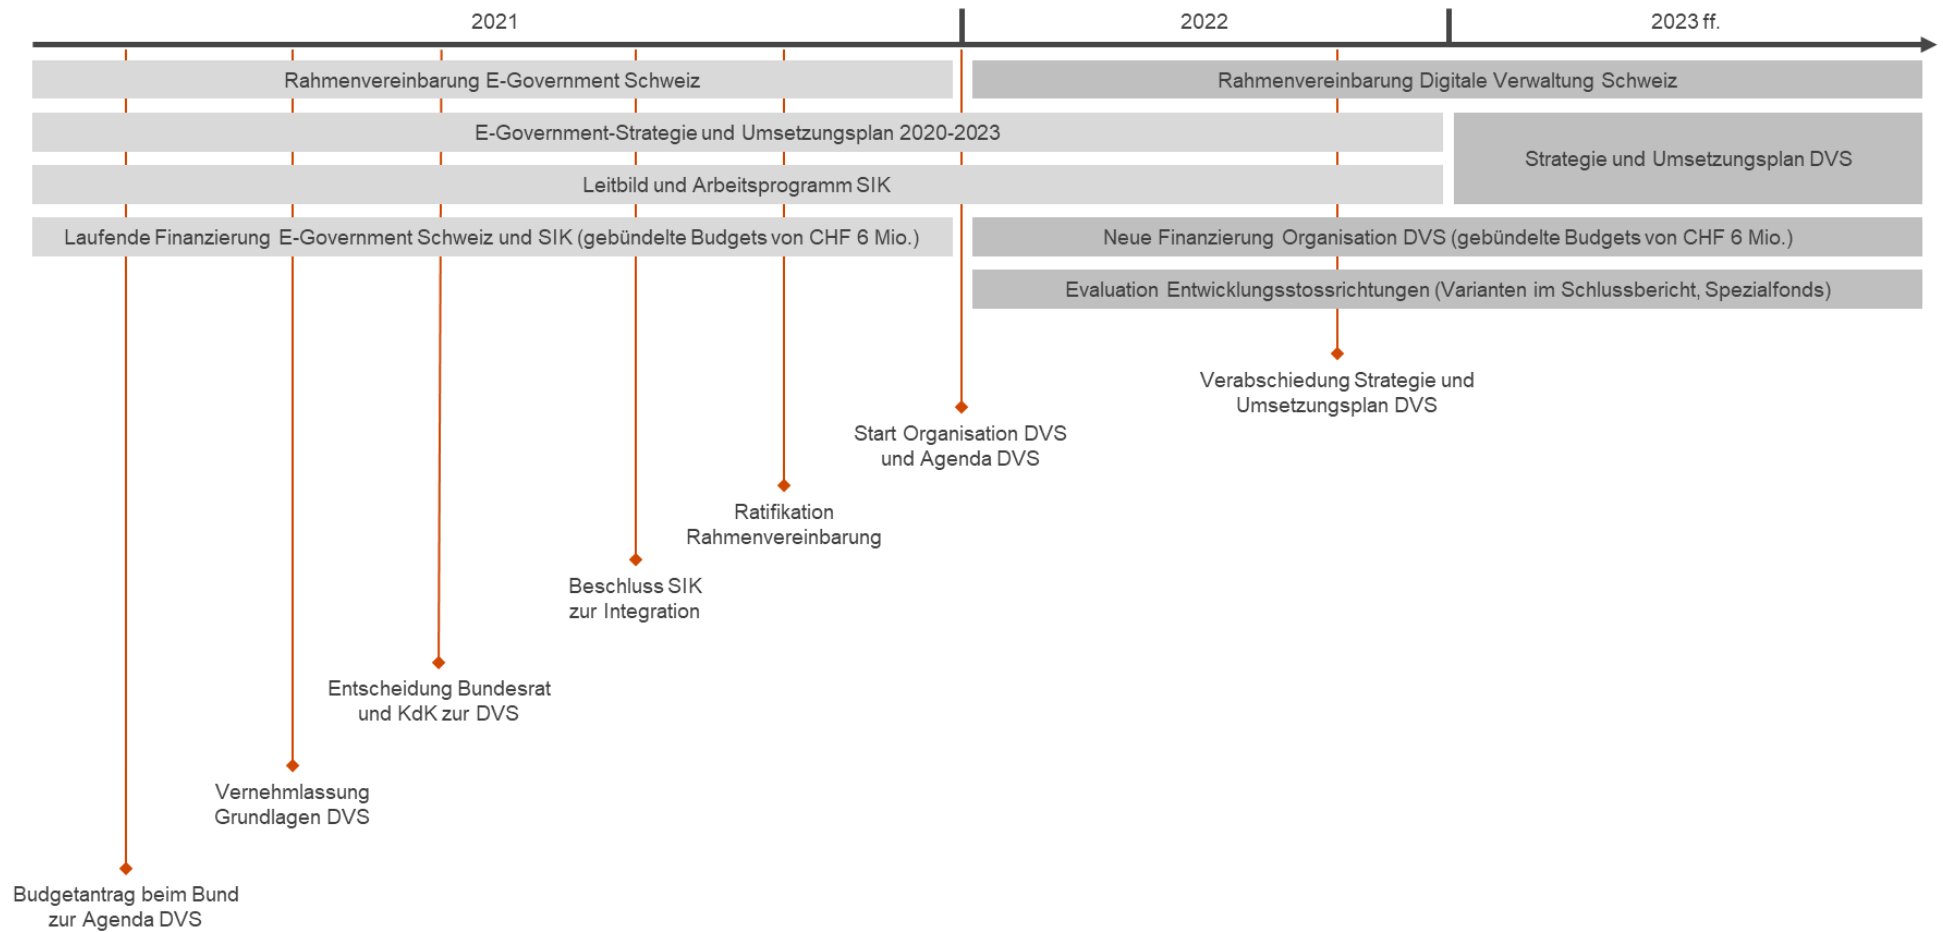 2021
2022
2023 ff.
Rahmenvereinbarung E-Government Schweiz
Rahmenvereinbarung Digitale Verwaltung Schweiz
E-Government-Strategie und Umsetzungsplan 2020-2023
Strategie und Umsetzungsplan DVS
Leitbild und Arbeitsprogramm SIK
Laufende Finanzierung E-Government Schweiz und SIK (gebündelte Budgets von CHF 6 Mio.)
Neue Finanzierung Organisation DVS (gebündelte Budgets von CHF 6 Mio.)
Evaluation Entwicklungsstossrichtungen (Varianten im Schlussbericht, Spezialfonds)
Verabschiedung Strategie und
Umsetzungsplan DVS
Start Organisation DVS
und Agenda DVS
Ratifikation
Rahmenvereinbarung
Beschluss SIK
zur Integration
Entscheidung Bundesrat
und KdK zur DVS
Vernehmlassung
Grundlagen DVS
Budgetantrag beim Bund
zur Agenda DVS